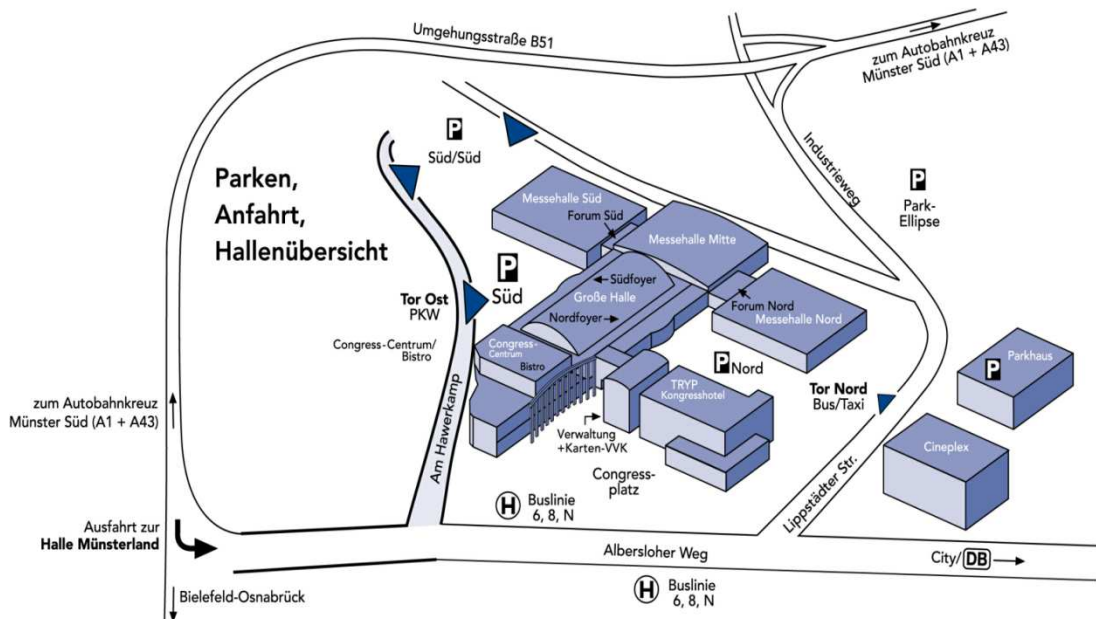 Umgehungsstraße B51
zum Autobahnkreuz
Münster Süd (A1 + A43)
P
Süd/Süd
Industrieweg
Parken,
Anfahrt,
Hallenübersicht
P
Park-
Ellipse
Messehalle Süd
Forum Süd
Messehalle Mitte
P
Süd
Südfoyer
Große Halle
Nordfoyer
Forum Nord
Messehalle Nord
Tor Ost
PKW
Congress-Centrum/
Bistro
Congress-
Centrum
Bistro
P Nord
TRYP
Kongresshotel
Tor Nord
Bus/Taxi
Parkhaus
P
zum Autobahnkreuz
Münster Süd (A1 + A43)
Am Hawerkamp
Verwaltung
+Karten-VVK
Congress-
platz
Cineplex
Lippstädter Str.
H Buslinie
6, 8, N
Ausfahrt zur
Halle Münsterland
Albersloher Weg
City/DB
H Buslinie
6, 8, N
Bielefeld-Osnabrück